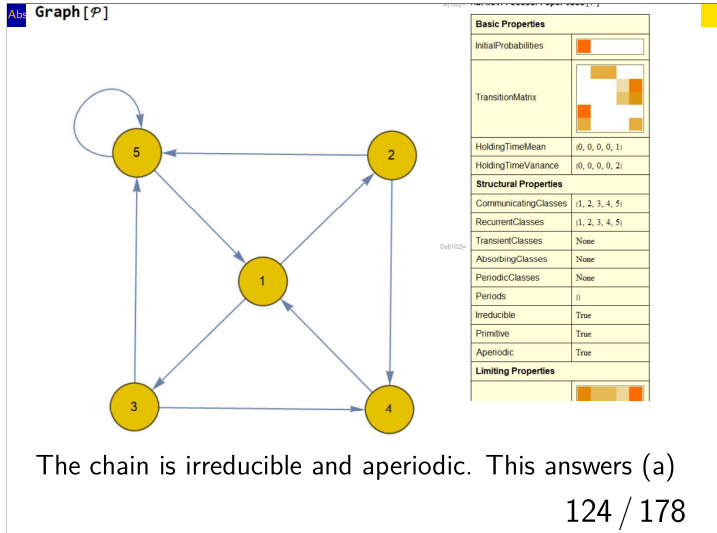 Abs
Graph[𝒫]
5
2
1
3
4
Basic Properties
InitialProbabilities
TransitionMatrix
HoldingTimeMean {0, 0, 0, 0, 1}
HoldingTimeVariance {0, 0, 0, 0, 2}
Structural Properties
CommunicatingClasses {1, 2, 3, 4, 5}
RecurrentClasses {1, 2, 3, 4, 5}
TransientClasses None
Out[102]=
AbsorbingClasses None
PeriodicClasses None
Periods {}
Irreducible True
Primitive True
Aperiodic True
Limiting Properties
The chain is irreducible and aperiodic. This answers (a)
124 / 178